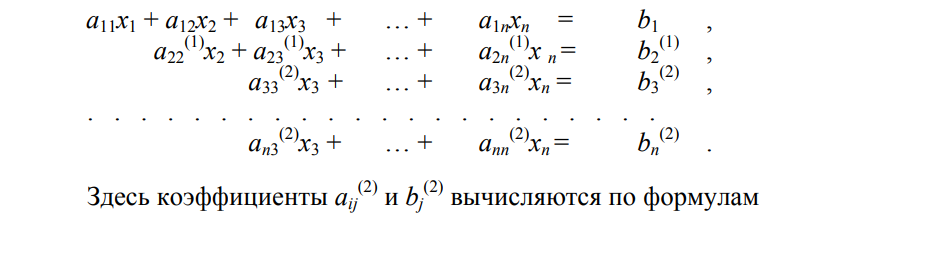 a₁₁x₁ + a₁₂x₂ + a₁₃x₃ + … + a₁ₙxₙ = b₁ ,
a₂₂⁽¹⁾x₂ + a₂₃⁽¹⁾x₃ + … + a₂ₙ⁽¹⁾x ₙ = b₂⁽¹⁾ ,
a₃₃⁽²⁾x₃ + … + a₃ₙ⁽²⁾xₙ = b₃⁽²⁾ ,
. . . . . . . . . . . . . . . . . . . . . .
aₙ₃⁽²⁾x₃ + … + aₙₙ⁽²⁾xₙ = bₙ⁽²⁾ .
Здесь коэффициенты aᵢⱼ⁽²⁾ и bⱼ⁽²⁾ вычисляются по формулам